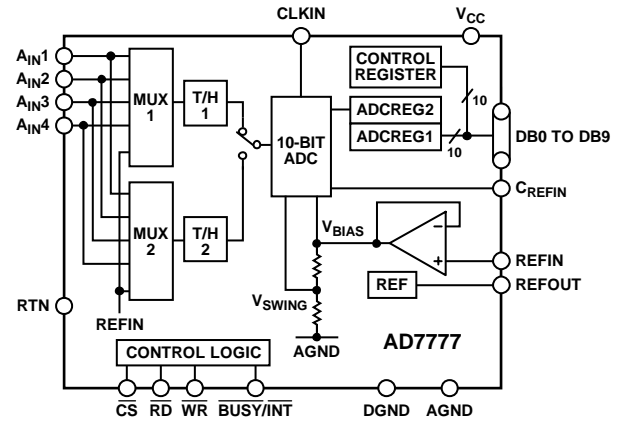 CLKIN
VCC
AIN1
AIN2
AIN3
AIN4
MUX
1
T/H
1
CONTROL
REGISTER
10
ADCREG2
ADCREG1
10
10-BIT
ADC
DB0 TO DB9
CREFIN
MUX
2
T/H
2
VBIAS
−
+
REFIN
REF
REFOUT
RTN
REFIN
VSWING
AGND
AD7777
CONTROL LOGIC
CS RD WR BUSY/INT DGND AGND